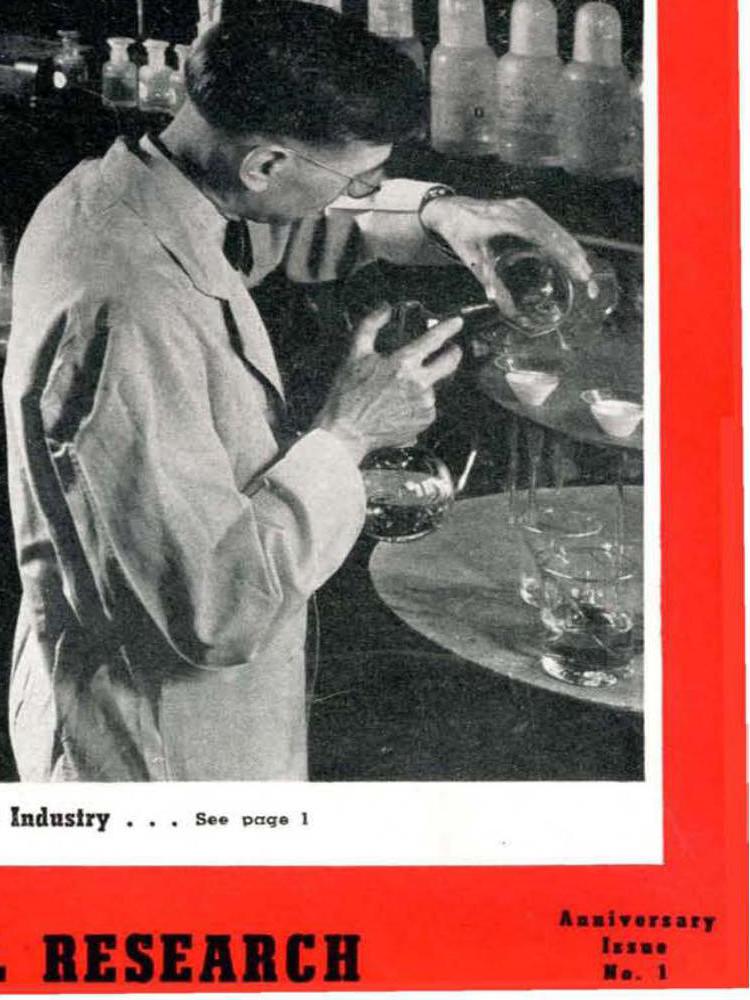 Industry . . . See page 1
RESEARCH
Anniversary
Issue
No. 1